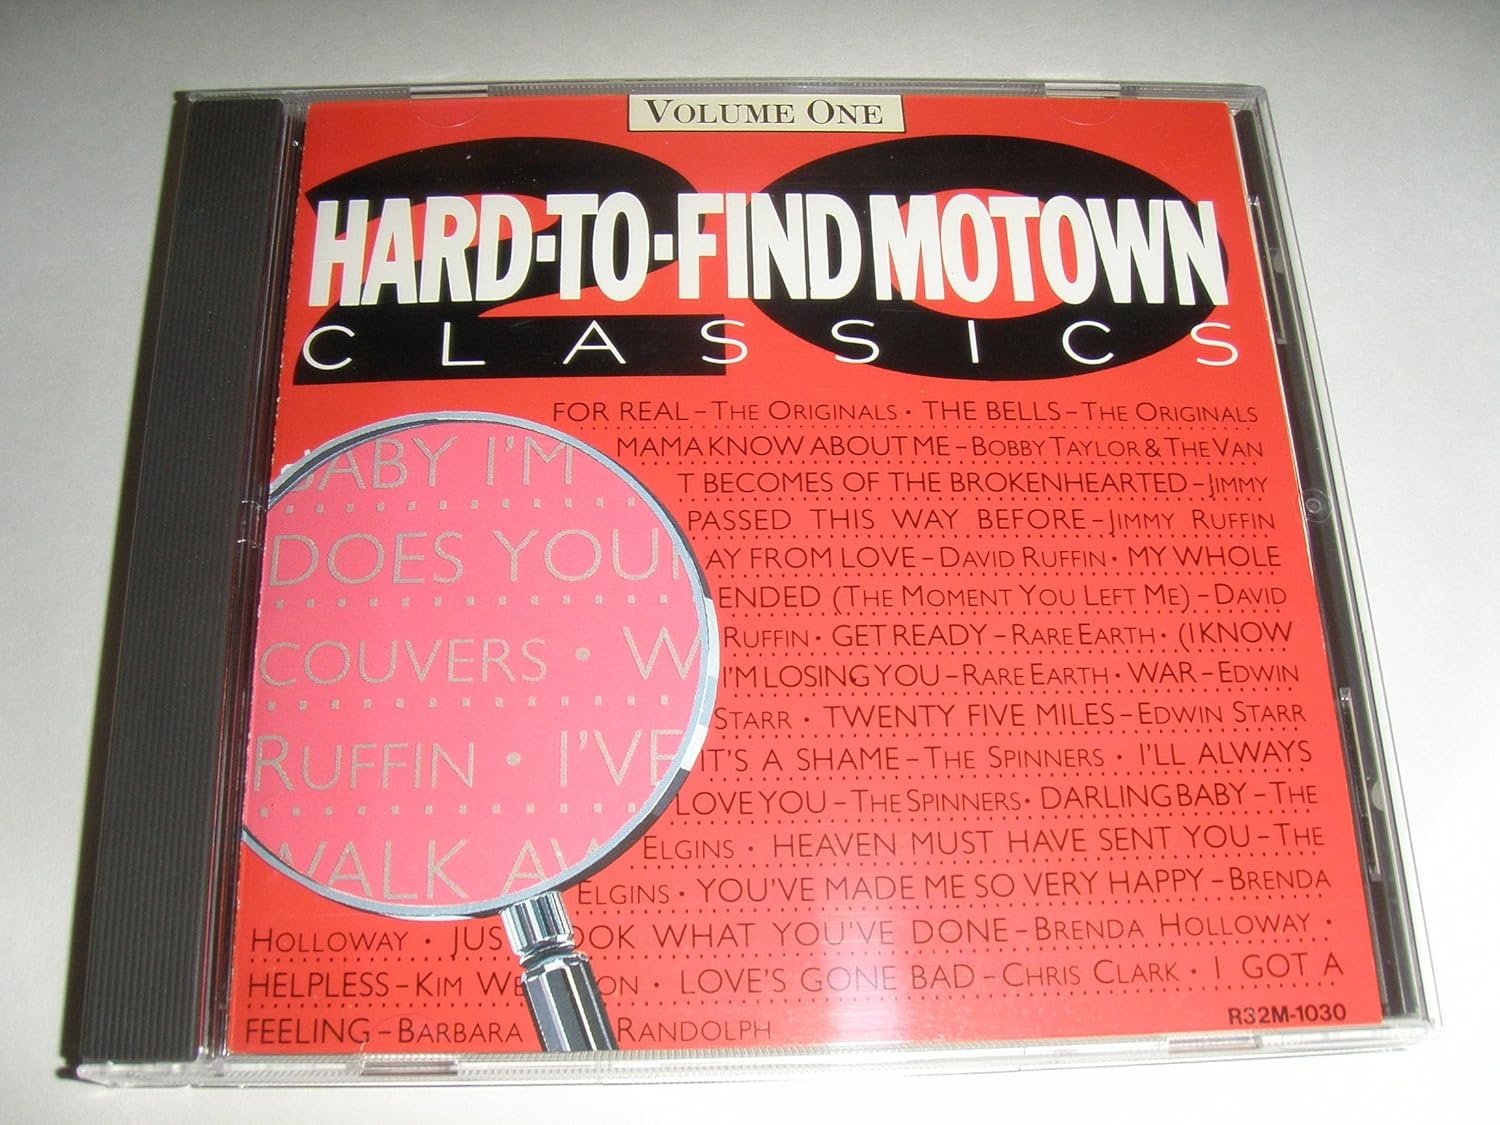 VOLUME ONE
20
HARD-TO-FIND MOTOWN
CLASSICS
FOR REAL – THE ORIGINALS • THE BELLS – THE ORIGINALS
MAMA KNOW ABOUT ME – BOBBY TAYLOR & THE VAN
T BECOMES OF THE BROKENHEARTED – JIMMY
PASSED THIS WAY BEFORE – JIMMY RUFFIN
AY FROM LOVE – DAVID RUFFIN • MY WHOLE
ENDED (THE MOMENT YOU LEFT ME) – DAVID
RUFFIN • GET READY – RARE EARTH • (I KNOW
I'M LOSING YOU – RARE EARTH • WAR – EDWIN
STARR • TWENTY FIVE MILES – EDWIN STARR
IT'S A SHAME – THE SPINNERS • I'LL ALWAYS
LOVE YOU – THE SPINNERS • DARLING BABY – THE
ELGINS • HEAVEN MUST HAVE SENT YOU – THE
ELGINS • YOU'VE MADE ME SO VERY HAPPY – BRENDA
HOLLOWAY • JUS OOK WHAT YOU'VE DONE – BRENDA HOLLOWAY •
HELPLESS – KIM WE ON • LOVE'S GONE BAD – CHRIS CLARK • I GOT A
FEELING – BARBARA RANDOLPH
BABY I'M
DOES YOUR
COUVERS • W
RUFFIN • I'VE
WALK AW
R32M-1030